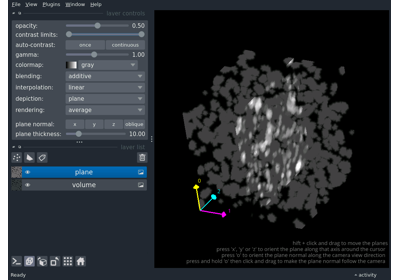 File View Plugins Window Help
layer controls
opacity: 0.50
contrast limits:
auto-contrast: once continuous
gamma: 1.00
colormap: gray
blending: additive
interpolation: linear
depiction: plane
rendering: average
plane normal: x y z oblique
plane thickness: 10.00
layer list
plane
volume
shift + click and drag to move the planes
press 'x', 'y' or 'z' to orient the plane along that axis around the cursor
press 'o' to orient the plane normal along the camera view direction
press and hold 'o' then click and drag to make the plane normal follow the camera
Ready
activity